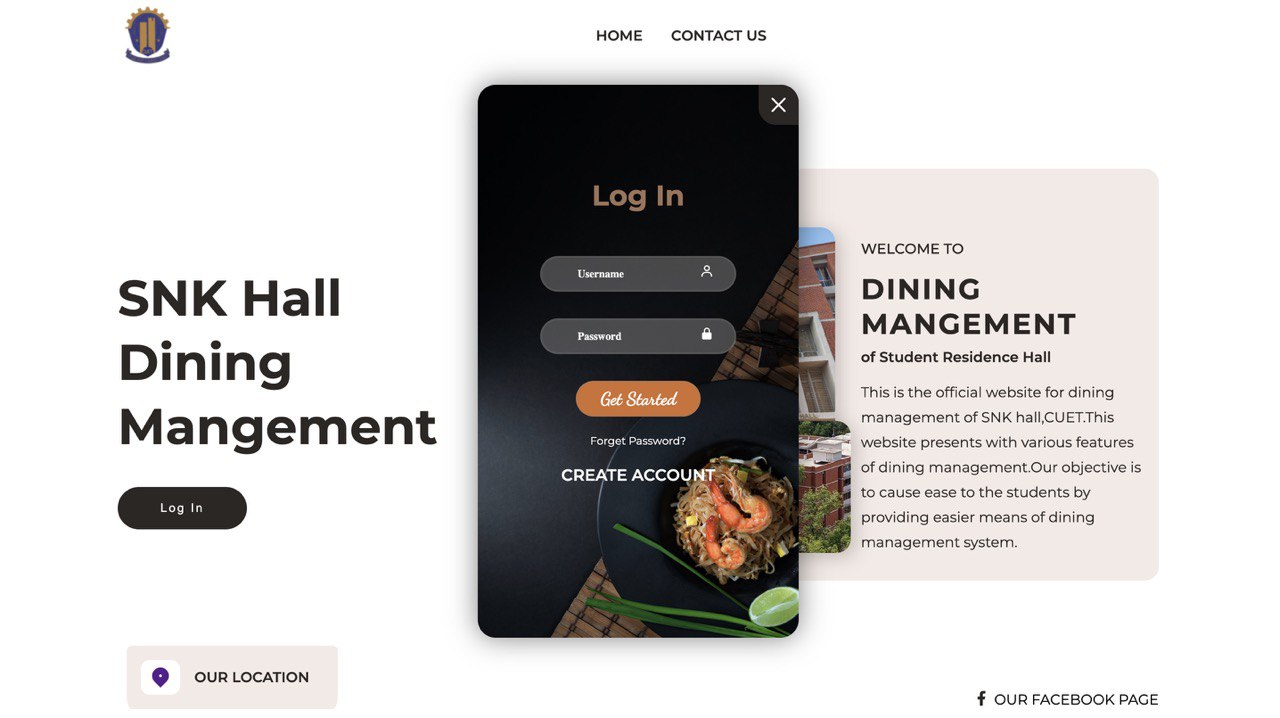 HOME
CONTACT US
SNK Hall
Dining
Mangement
Log In
Log In
Username
Password
Get Started
Forget Password?
CREATE ACCOUNT
WELCOME TO
DINING
MANGEMENT
of Student Residence Hall
This is the official website for dining
management of SNK hall,CUET.This
website presents with various features
of dining management.Our objective is
to cause ease to the students by
providing easier means of dining
management system.
OUR LOCATION
OUR FACEBOOK PAGE